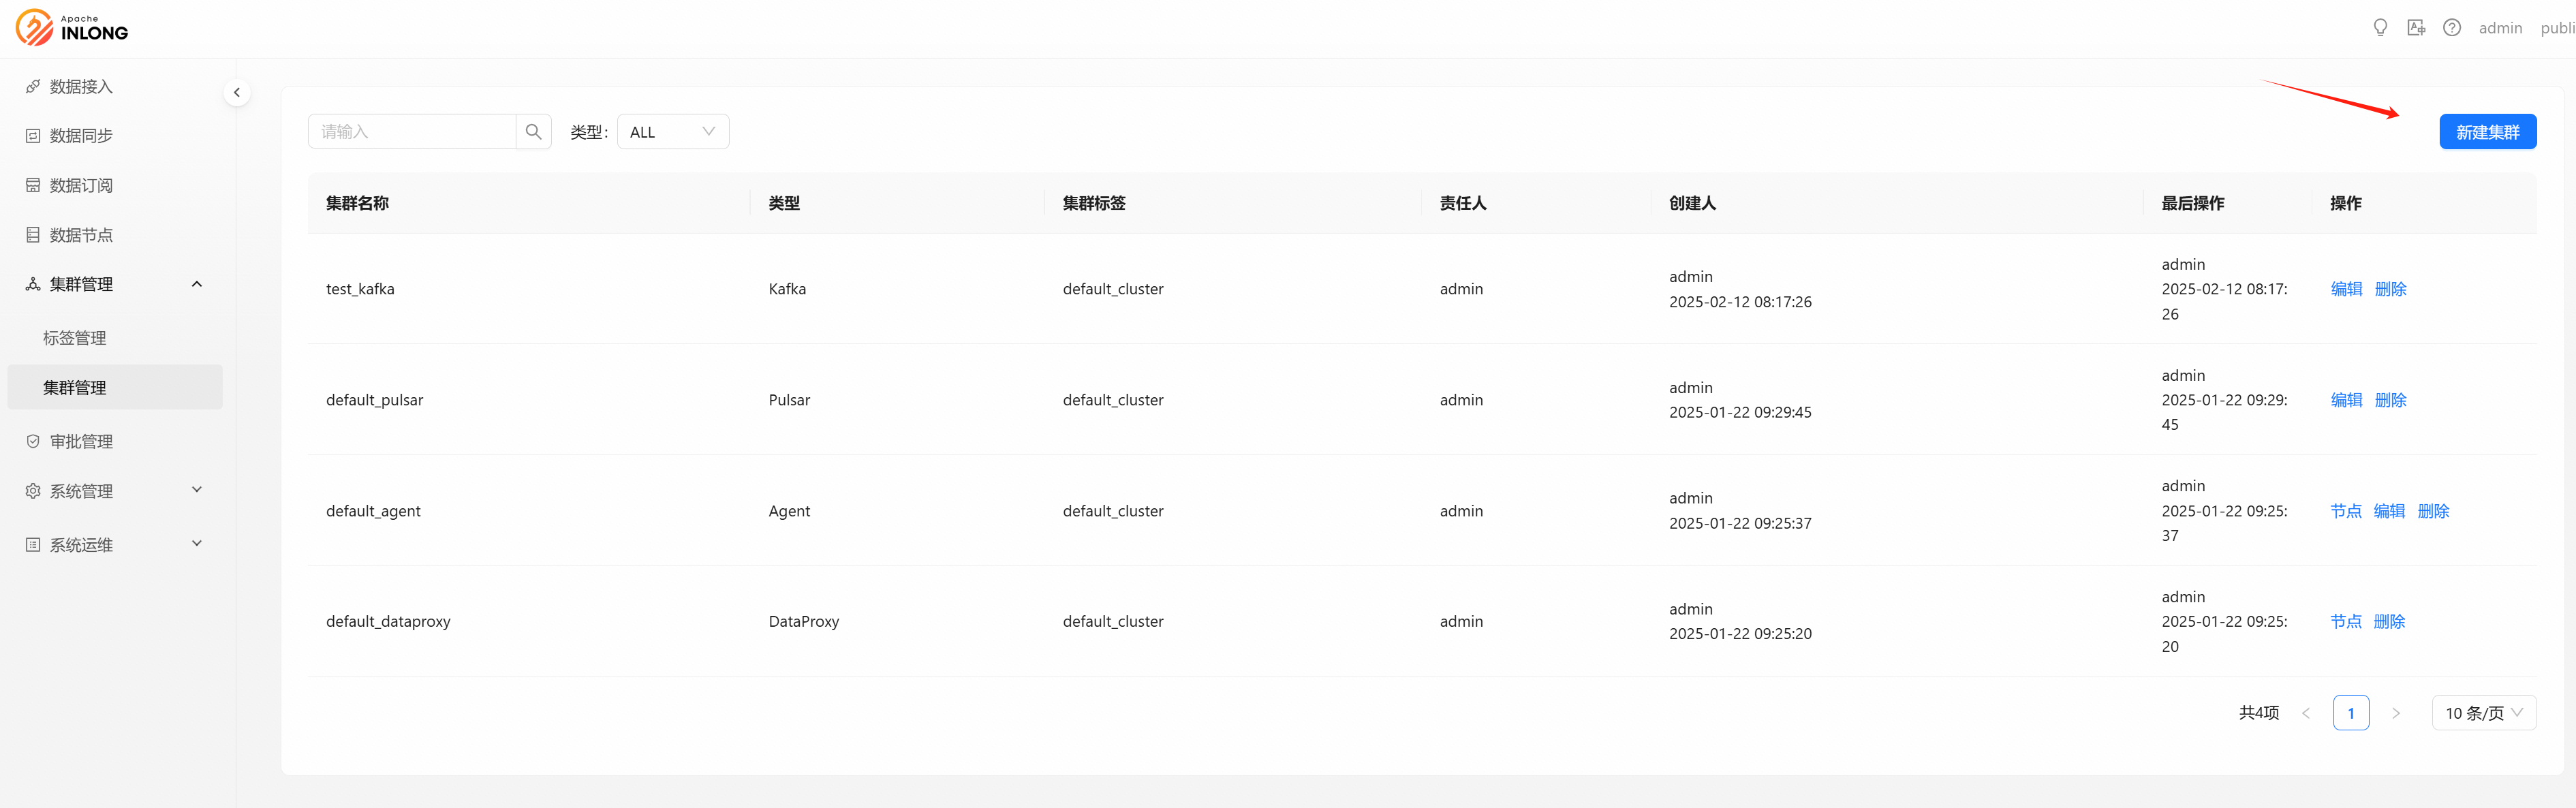 Apache
INLONG
admin
publi
数据接入
数据同步
数据订阅
数据节点
集群管理
标签管理
集群管理
审批管理
系统管理
系统运维
请输入
类型:
ALL
新建集群
集群名称 类型 集群标签 责任人 创建人 最后操作 操作
test_kafka Kafka default_cluster admin
admin
2025-02-12 08:17:26
admin
2025-02-12 08:17:
26
编辑 删除
default_pulsar Pulsar default_cluster admin
admin
2025-01-22 09:29:45
admin
2025-01-22 09:29:
45
编辑 删除
default_agent Agent default_cluster admin
admin
2025-01-22 09:25:37
admin
2025-01-22 09:25:
37
节点 编辑 删除
default_dataproxy DataProxy default_cluster admin
admin
2025-01-22 09:25:20
admin
2025-01-22 09:25:
20
节点 删除
共4项
1
10 条/页